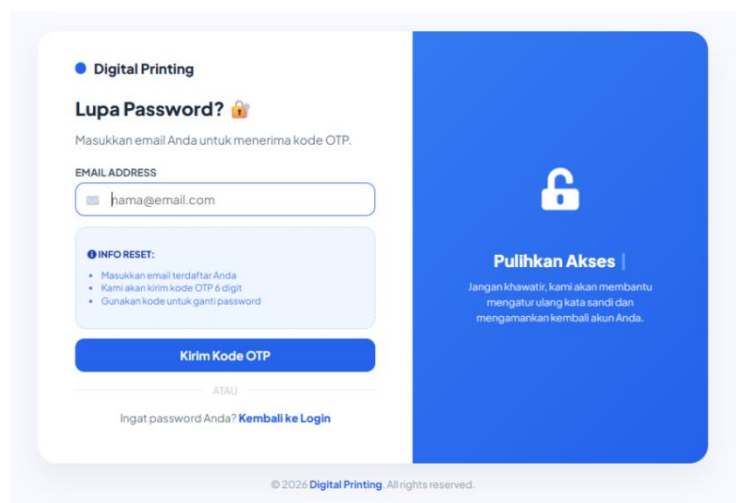 Digital Printing
Lupa Password? 🔐
Masukkan email Anda untuk menerima kode OTP.
EMAIL ADDRESS
nama@email.com
INFO RESET:
• Masukkan email terdaftar Anda
• Kami akan kirim kode OTP 6 digit
• Gunakan kode untuk ganti password
Kirim Kode OTP
ATAU
Ingat password Anda? Kembali ke Login
Pulihkan Akses |
Jangan khawatir, kami akan membantu
mengatur ulang kata sandi dan
mengamankan kembali akun Anda.
© 2026 Digital Printing. All rights reserved.